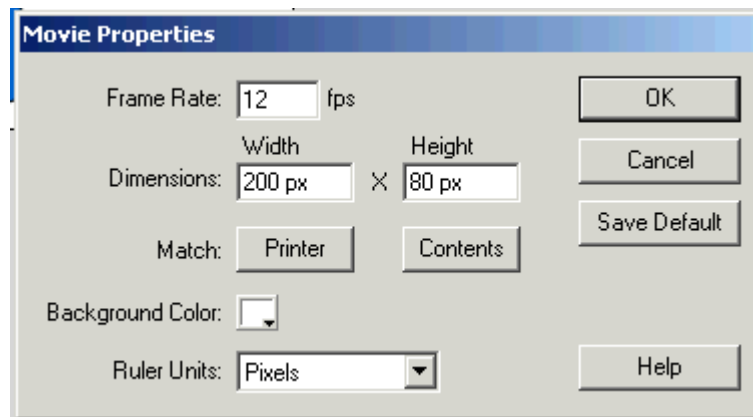 Movie Properties
Frame Rate: 12 fps
OK
Width Height
Dimensions: 200 px X 80 px
Cancel
Save Default
Match: Printer Contents
Background Color:
Ruler Units: Pixels
Help